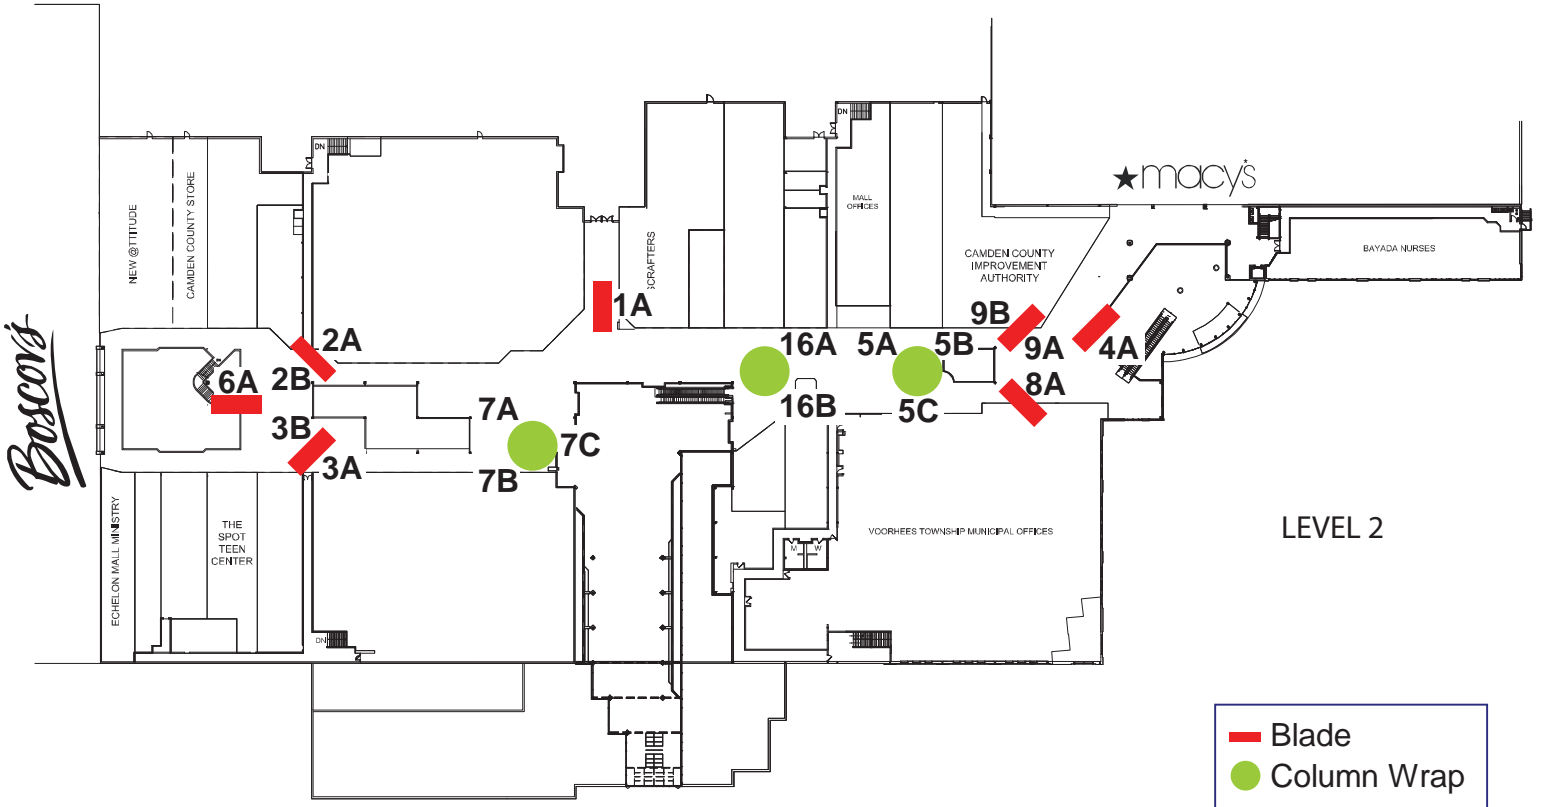 DN
DN
★macy's
NEW @TTITUDE
CAMDEN COUNTY STORE
MALL
OFFICES
SCRAFTERS
CAMDEN COUNTY
IMPROVEMENT
AUTHORITY
BAYADA NURSES
1A
9B
2A
16A
5A
5B
9A
4A
Boscov's
6A
2B
8A
7A
16B
5C
3B
7C
3A
7B
ECHELON MALL MINISTRY
THE
SPOT
TEEN
CENTER
VOORHEES TOWNSHIP MUNICIPAL OFFICES
LEVEL 2
M
W
DN
Blade
Column Wrap